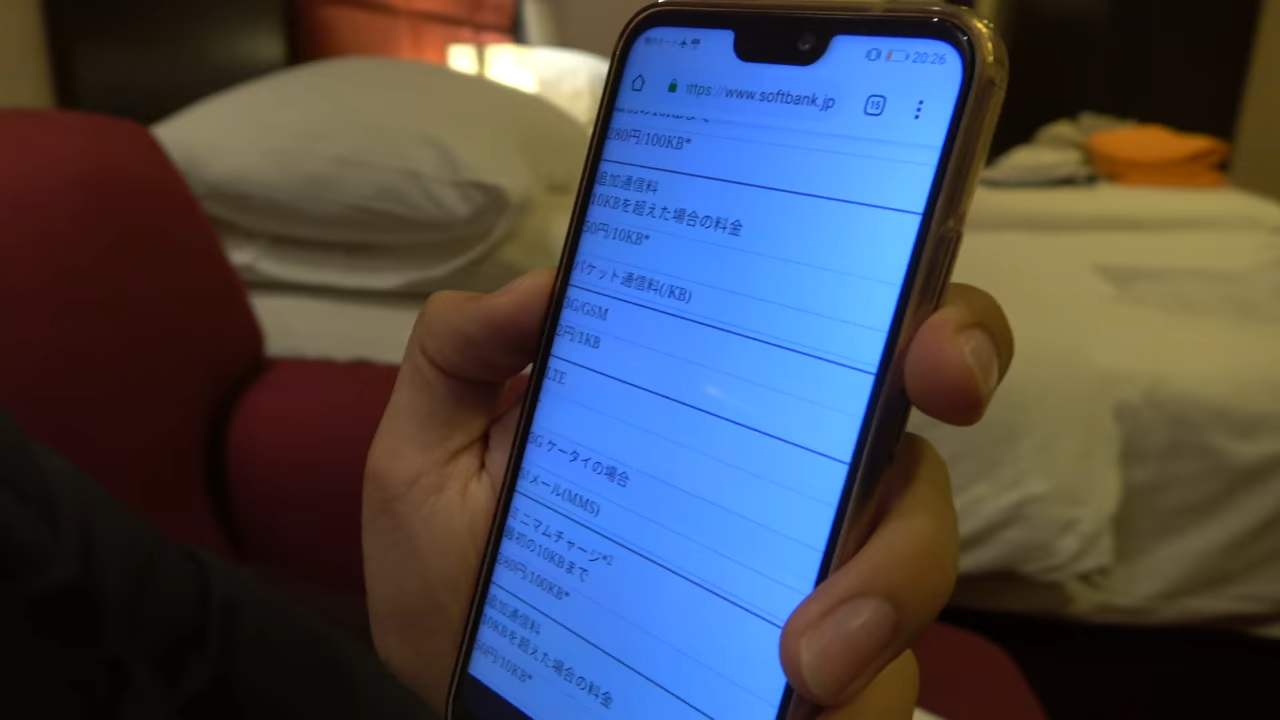 20:26
https://www.softbank.jp
15
280円/100KB*
追加通信料
10KBを超えた場合の料金
50円/10KB*
パケット通信料(/KB)
3G/GSM
2円/1KB
LTE
-
3G ケータイの場合
メール(MMS)
ミニマムチャージ*2
最初の10KBまで
280円/100KB*
追加通信料
10KBを超えた場合の料金
50円/10KB*